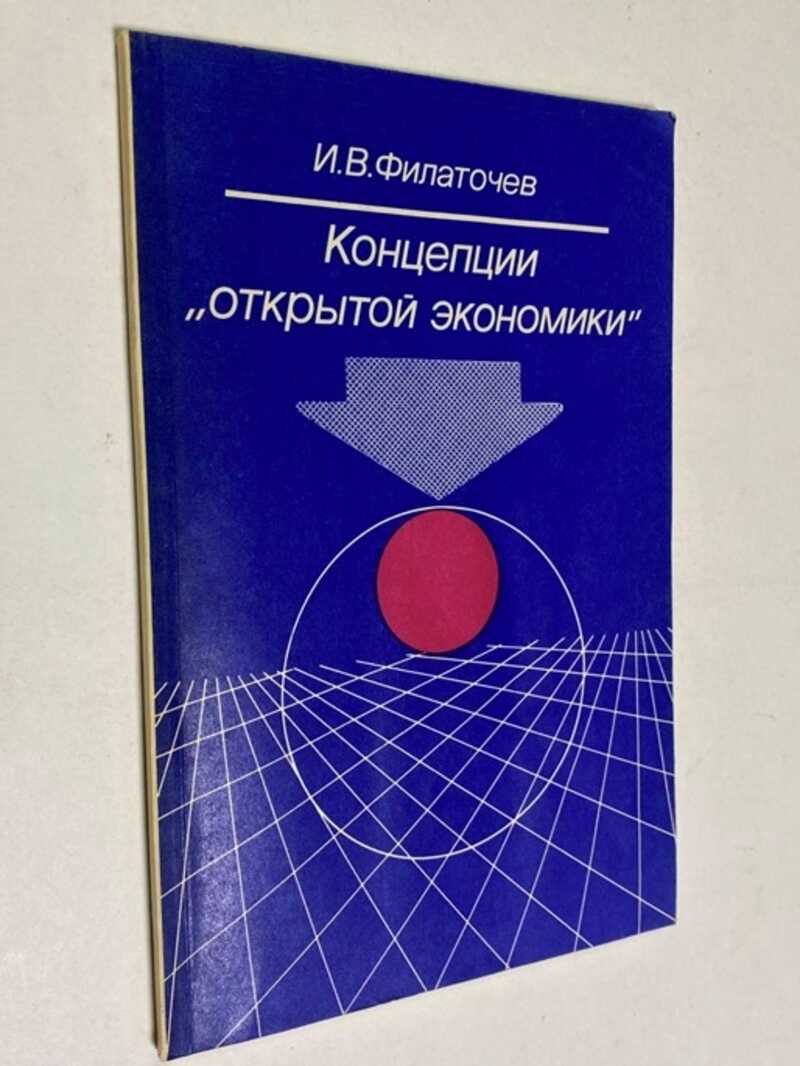 И.В.Филаточев
Концепции
„открытой экономики“